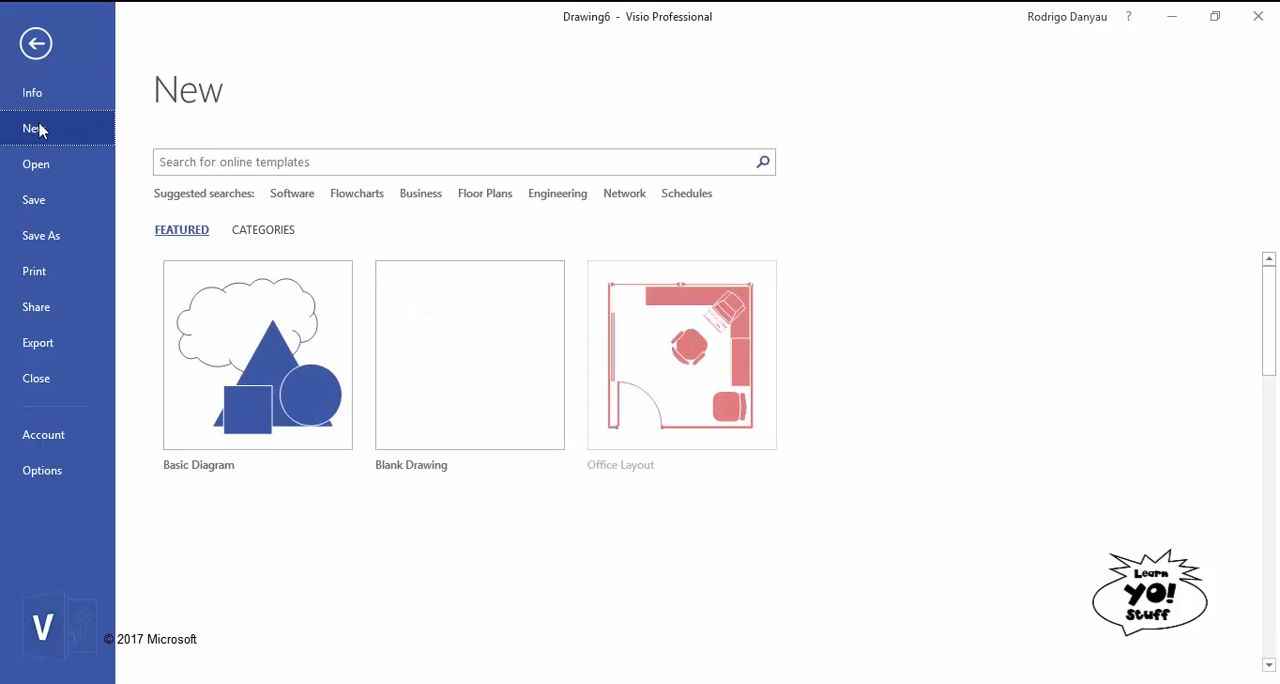 Drawing6 - Visio Professional
Rodrigo Danyau ?
Info
New
Open
Save
Save As
Print
Share
Export
Close
Account
Options
V
© 2017 Microsoft
New
Search for online templates
Suggested searches: Software Flowcharts Business Floor Plans Engineering Network Schedules
FEATURED CATEGORIES
Basic Diagram
Blank Drawing
Office Layout
Learn
YO!
Stuff